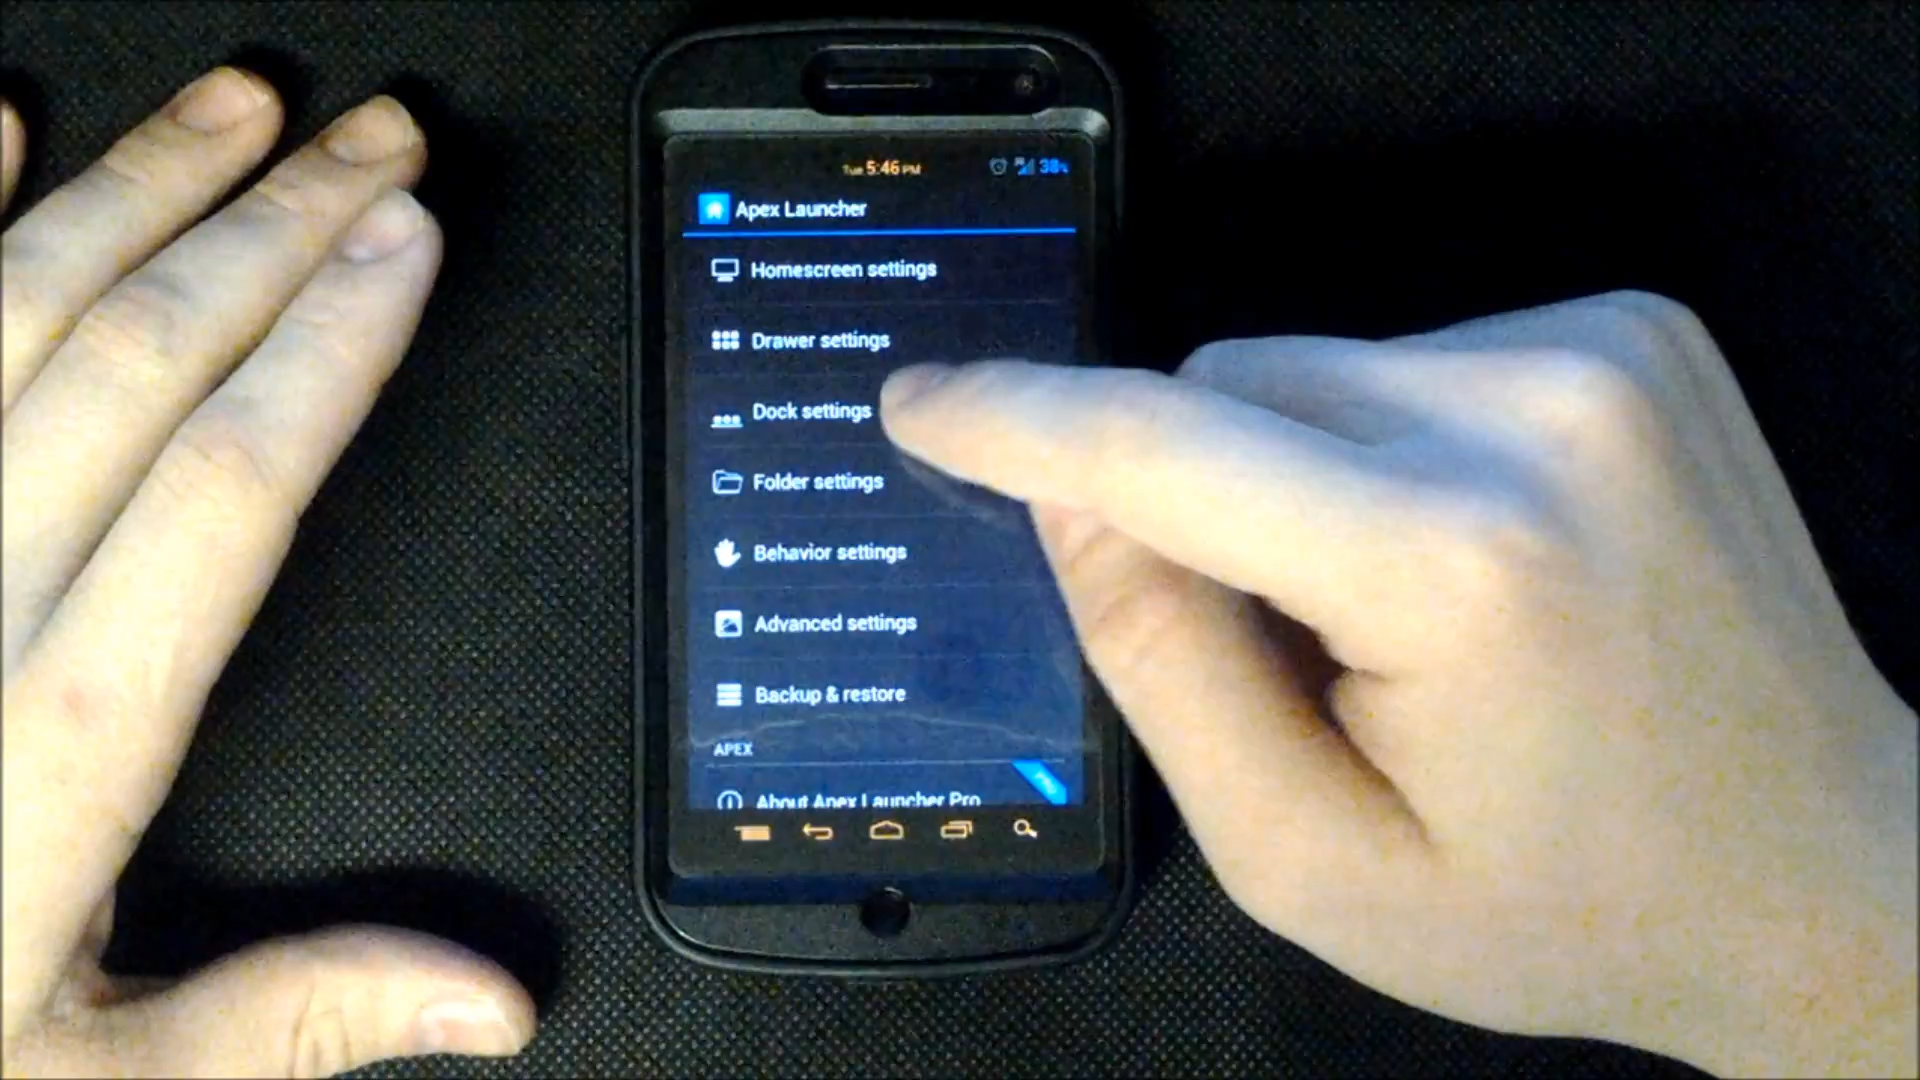 Tue 5:46 PM 38%
Apex Launcher
Homescreen settings
Drawer settings
Dock settings
Folder settings
Behavior settings
Advanced settings
Backup & restore
APEX
About Apex Launcher Pro